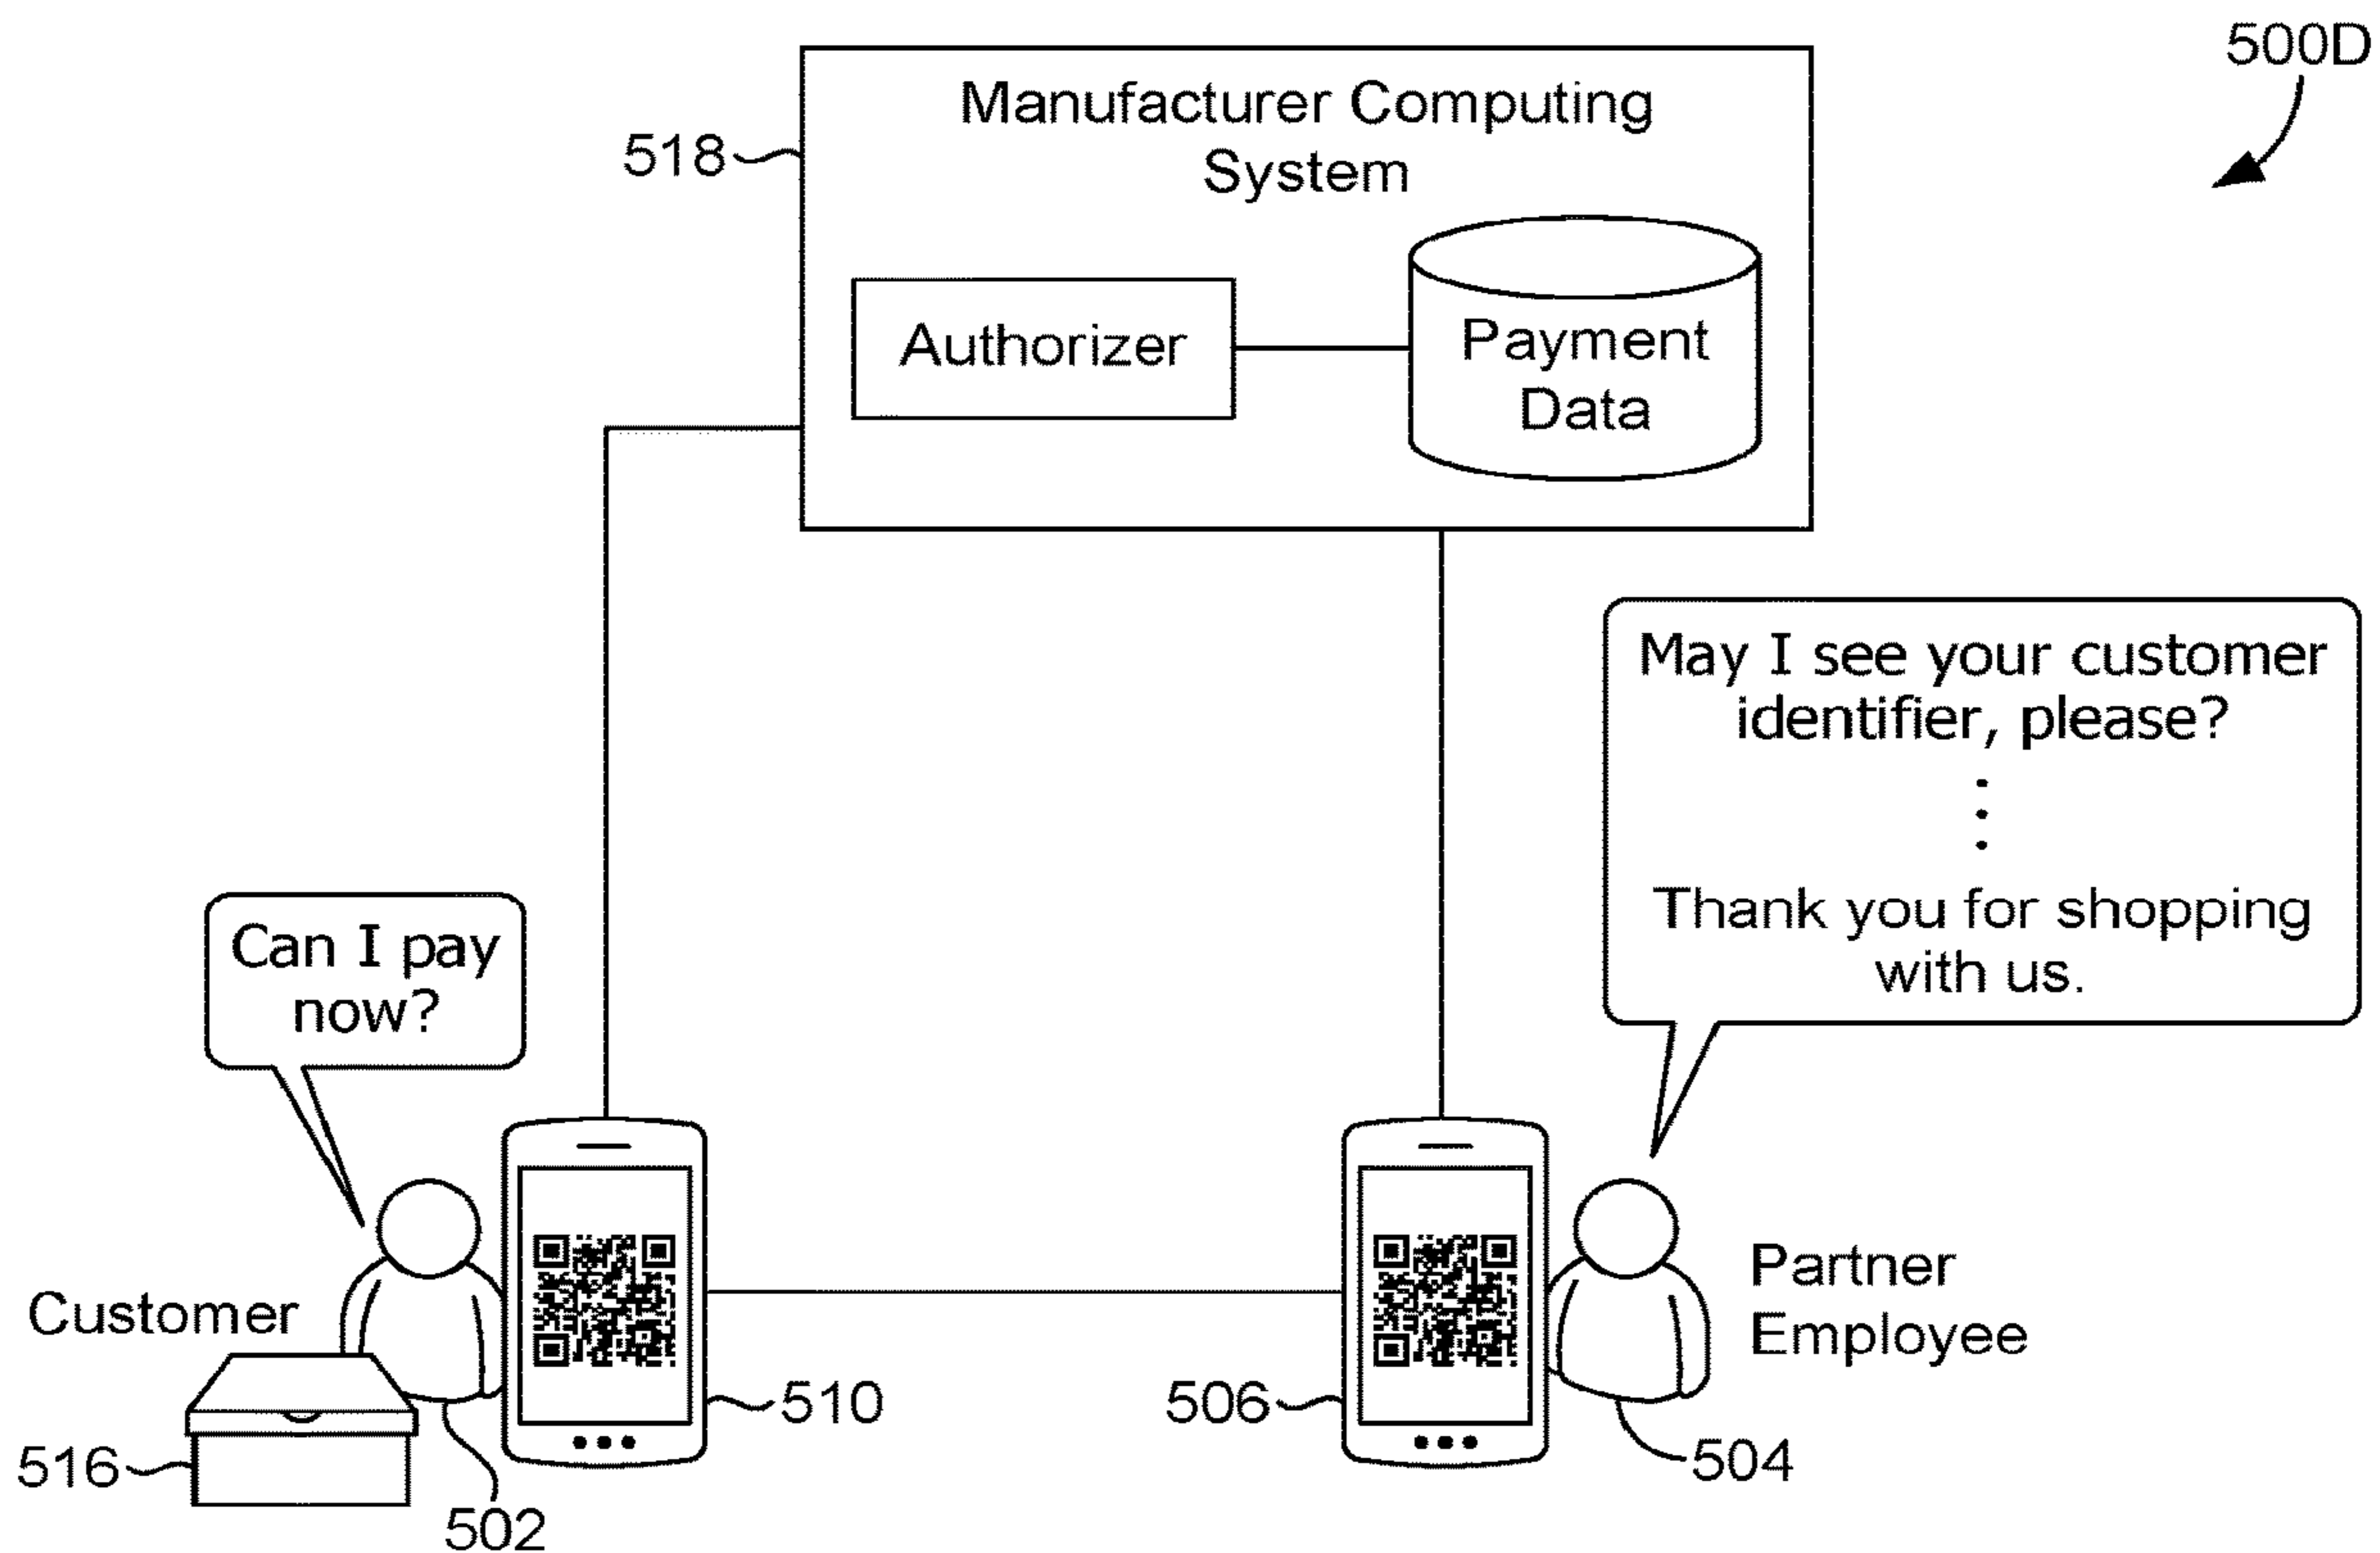 500D
Manufacturer Computing
System
518
Authorizer
Payment
Data
May I see your customer
identifier, please?
Thank you for shopping
with us.
Can I pay
now?
Customer
Partner
Employee
510
506
516
502
504